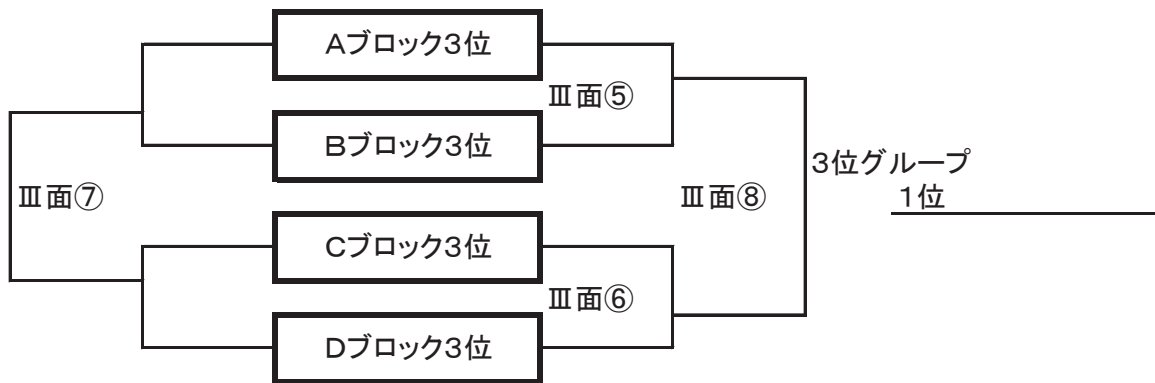 Aブロック3位
Ⅲ面⑤
Bブロック3位
3位グループ
1位
Ⅲ面⑦
Ⅲ面⑧
Cブロック3位
Ⅲ面⑥
Dブロック3位